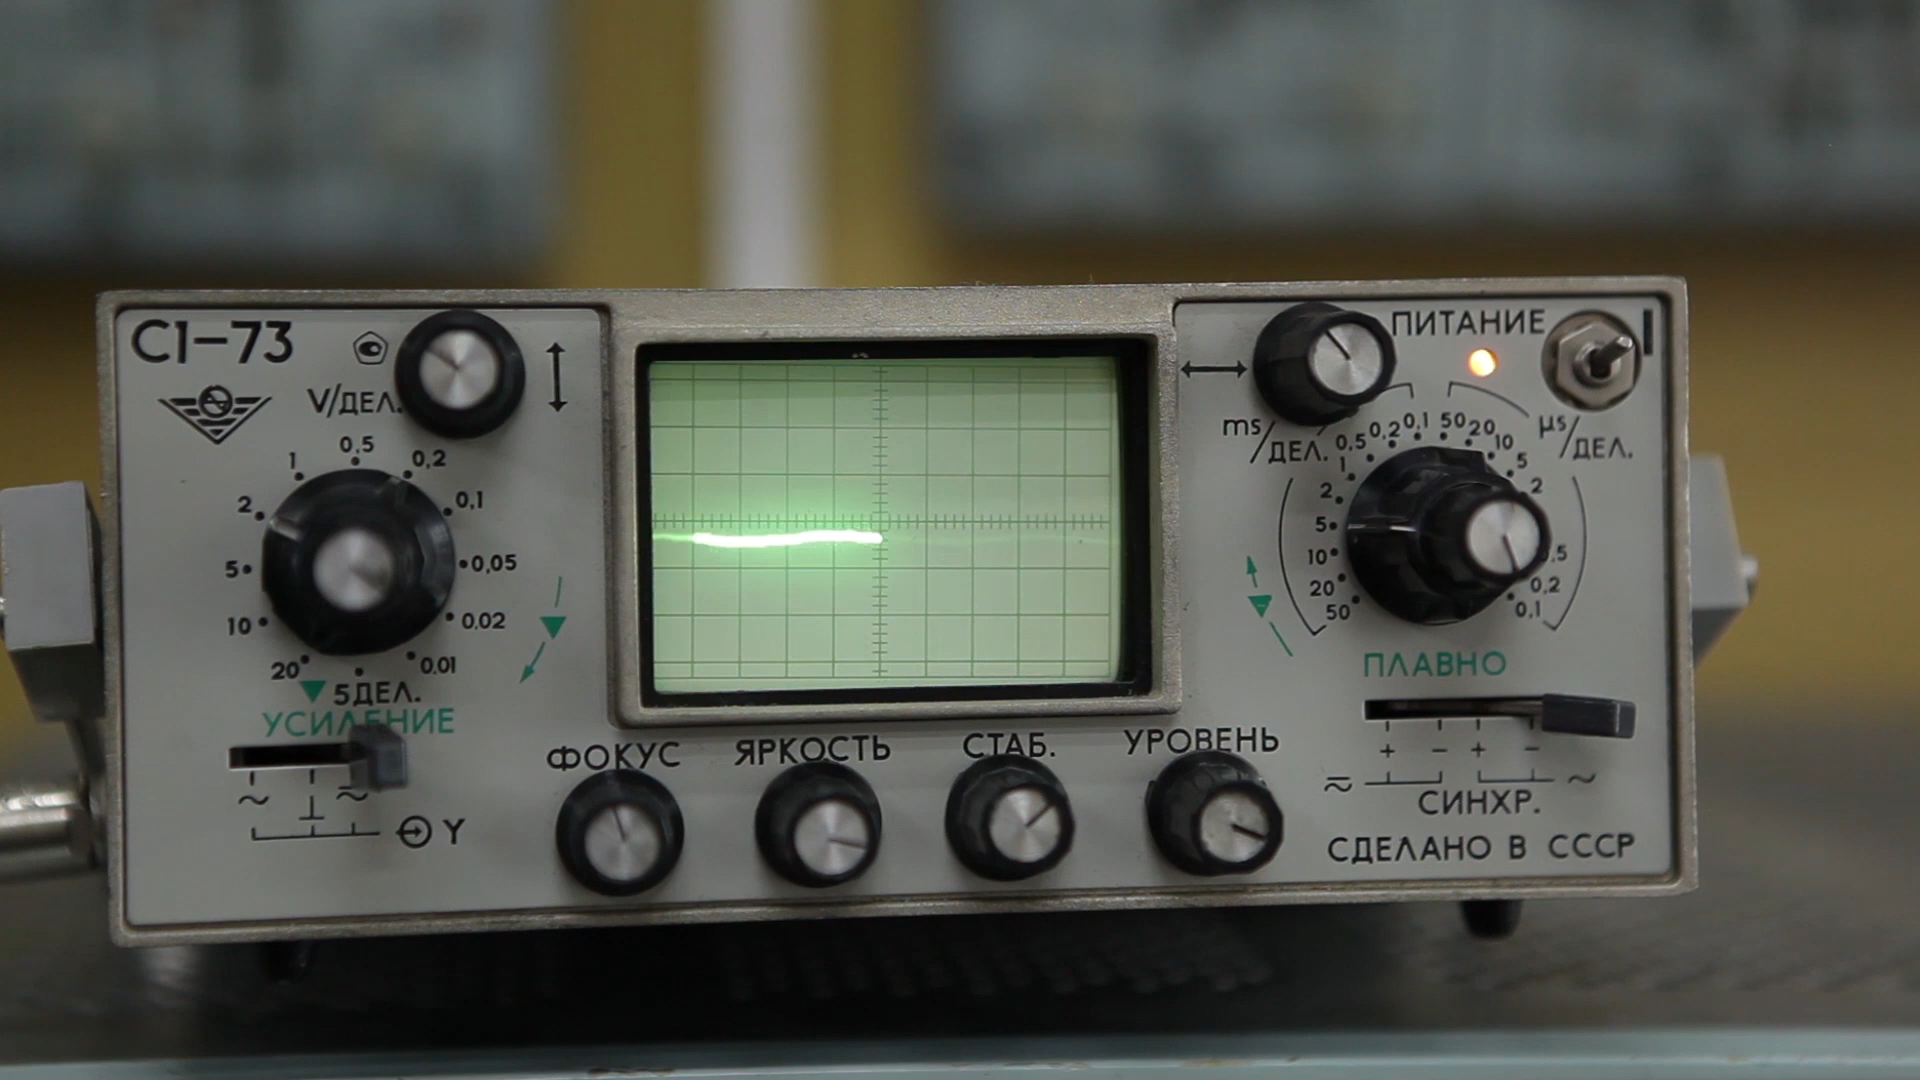 С1-73
V/ДЕЛ.
0,5
1
0,2
2
0,1
5
0,05
10
0,02
20
0.01
5ДЕЛ.
УСИЛЕНИЕ
~
⊥
≂
Y
ФОКУС
ЯРКОСТЬ
СТАБ.
УРОВЕНЬ
ПИТАНИЕ
I
ms/ДЕЛ.
μs/ДЕЛ.
0,1
50
0,2
20
0,5
10
1
5
2
2
5
10
.5
20
0,2
50
0,1
ПЛАВНО
+ − + −
≂ ~
СИНХР.
СДЕЛАНО В СССР